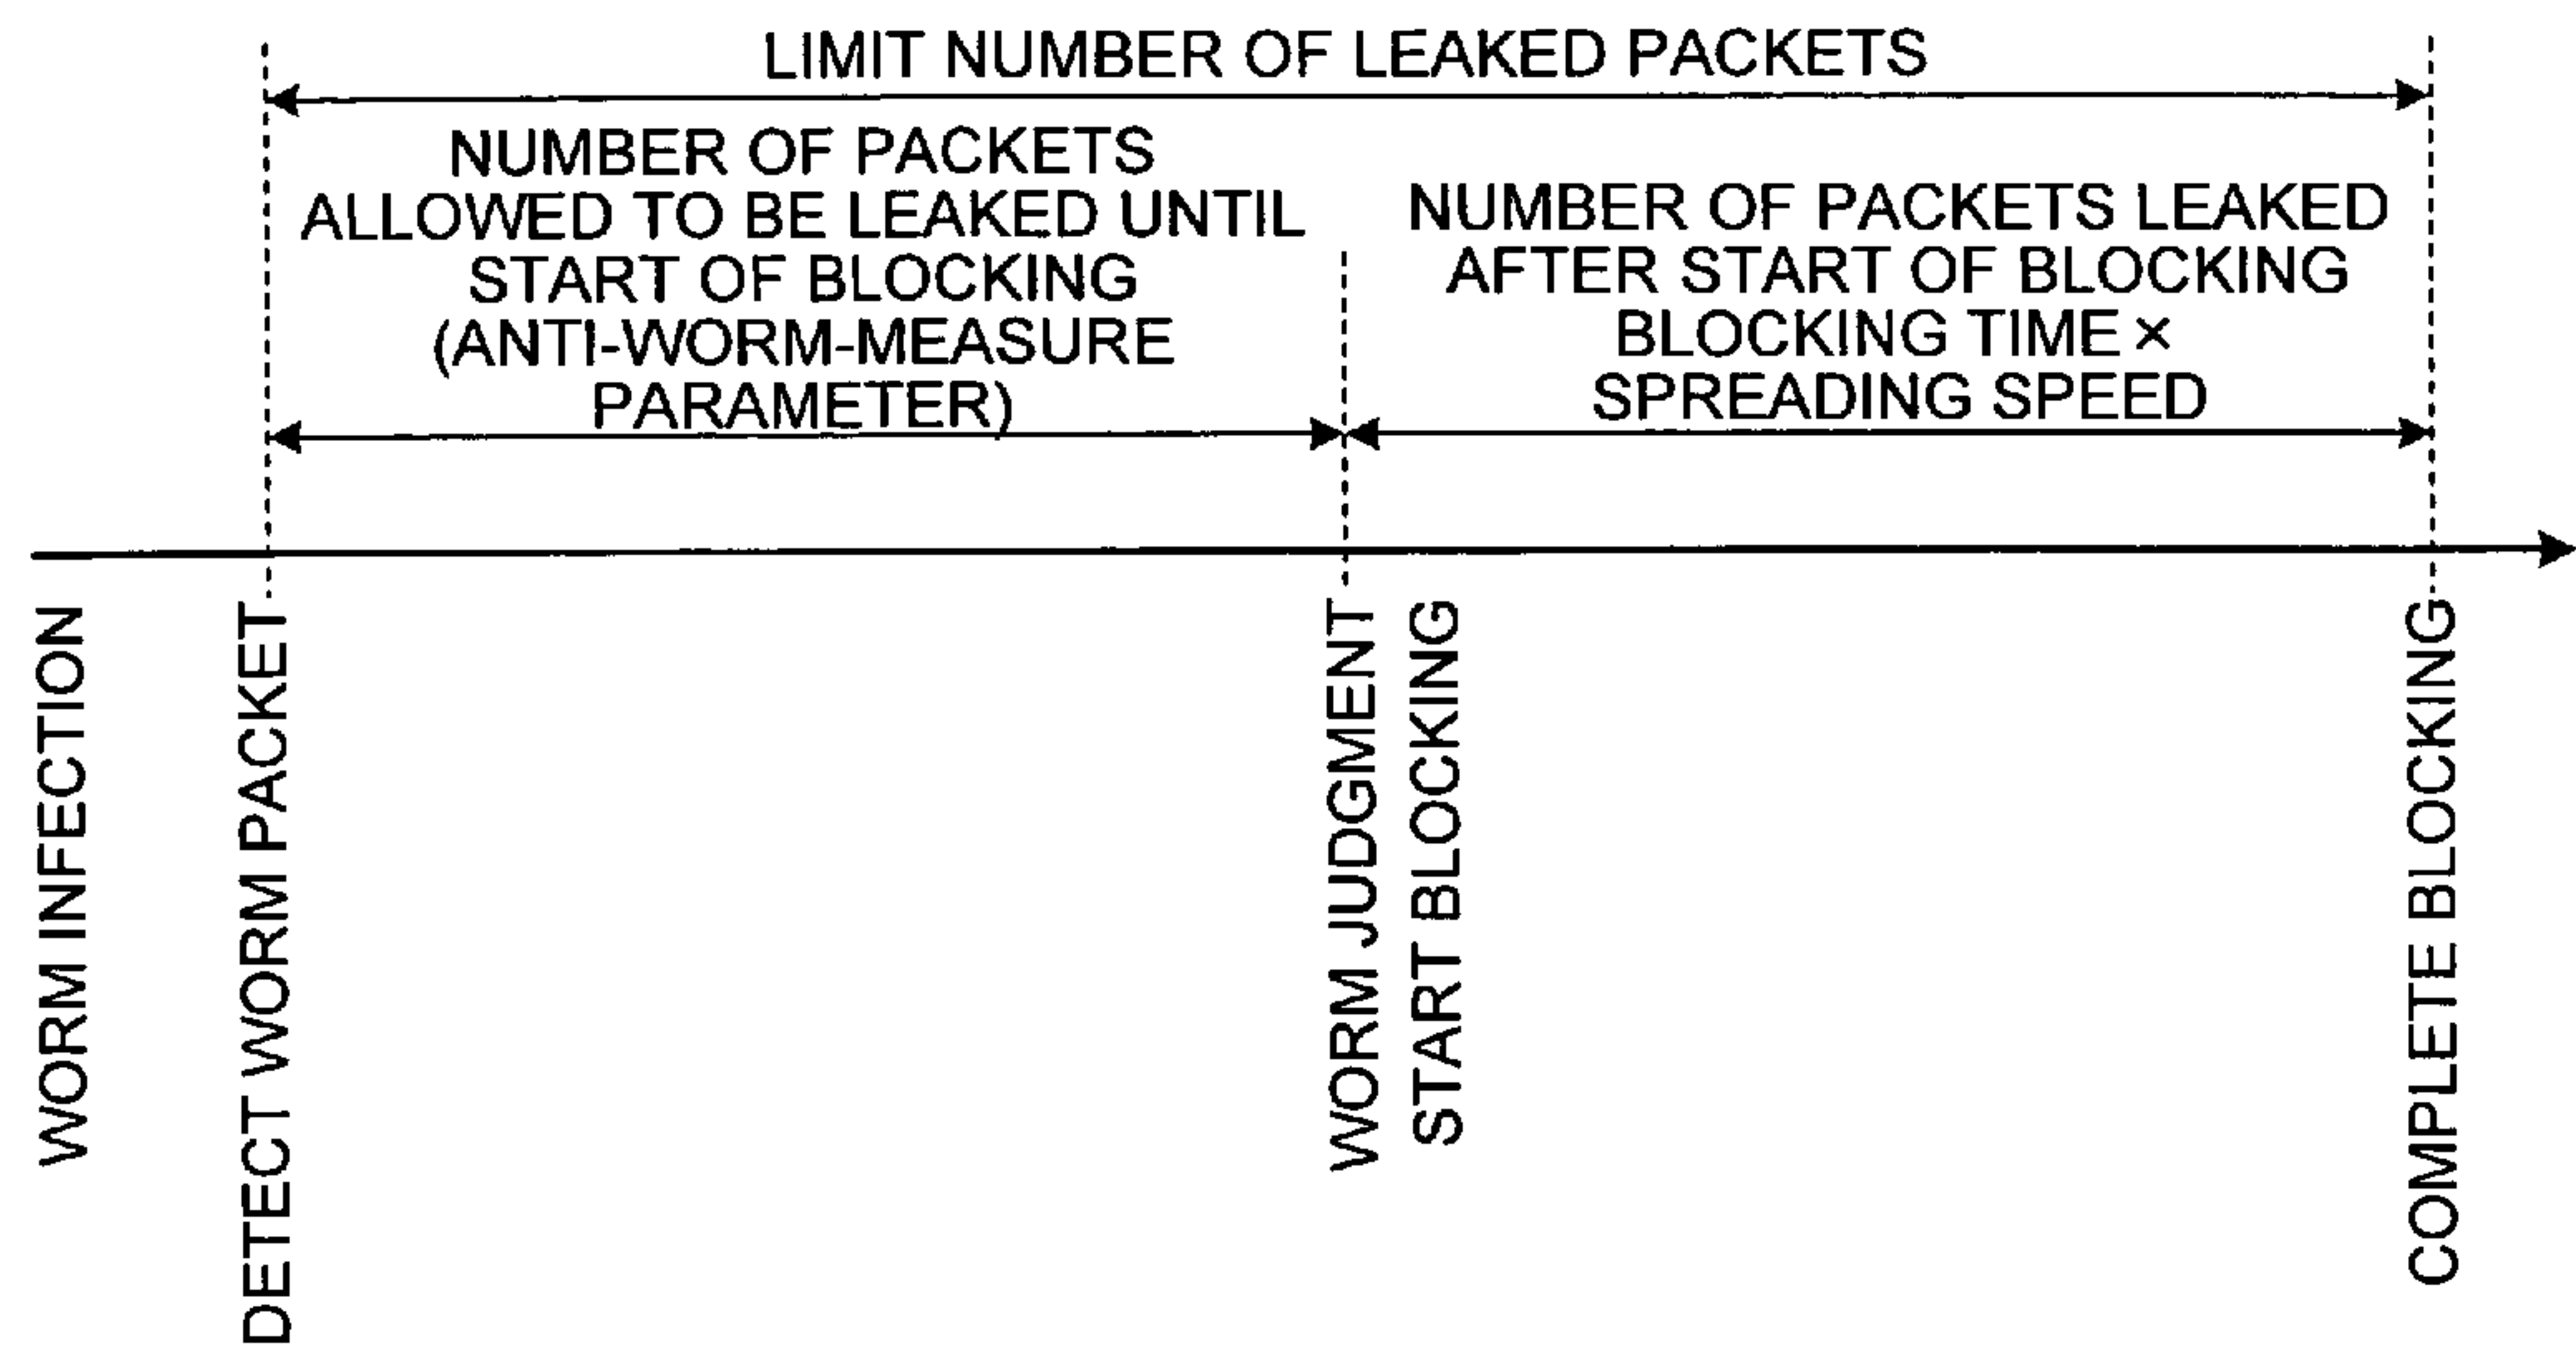 LIMIT NUMBER OF LEAKED PACKETS
NUMBER OF PACKETS
ALLOWED TO BE LEAKED UNTIL
START OF BLOCKING
(ANTI-WORM-MEASURE
PARAMETER)
NUMBER OF PACKETS LEAKED
AFTER START OF BLOCKING
BLOCKING TIME ×
SPREADING SPEED
WORM INFECTION
DETECT WORM PACKET
WORM JUDGMENT
START BLOCKING
COMPLETE BLOCKING